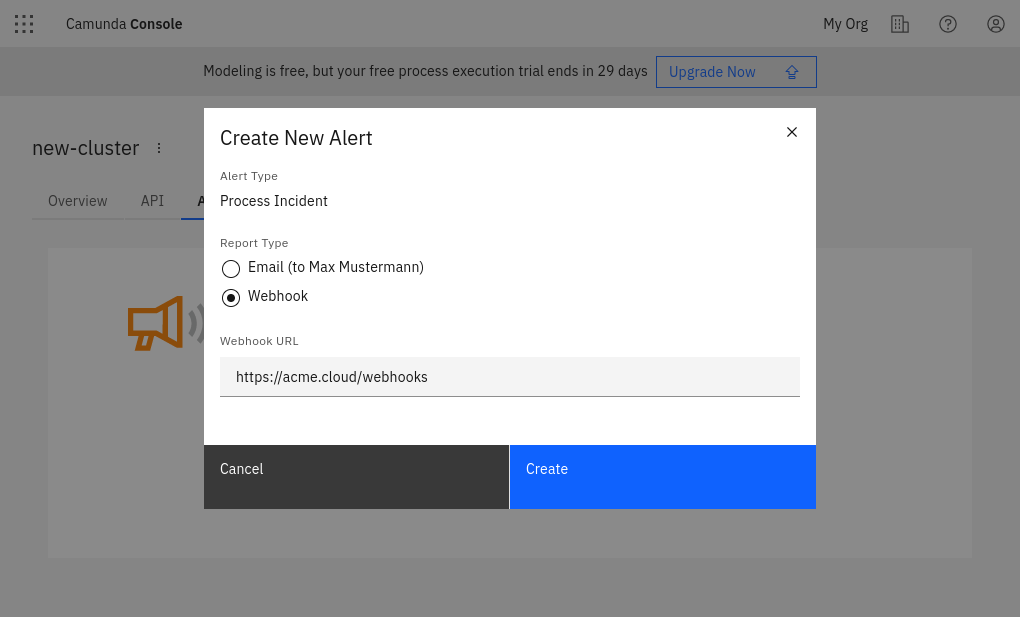 Camunda Console
My Org
Modeling is free, but your free process execution trial ends in 29 days
Upgrade Now
new-cluster
Overview
API
Create New Alert
Alert Type
Process Incident
Report Type
Email (to Max Mustermann)
Webhook
Webhook URL
https://acme.cloud/webhooks
Cancel
Create